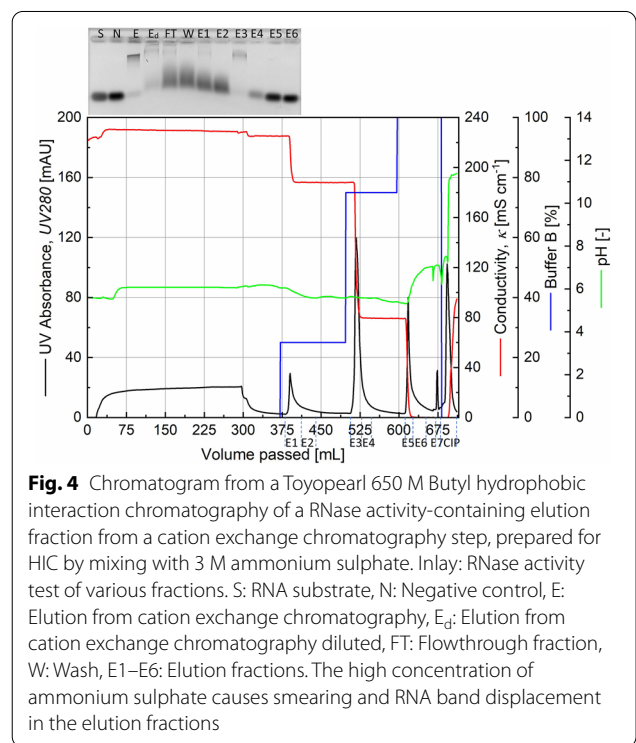 S N E Ed FT W E1 E2 E3 E4 E5 E6
200 240 100 14
160 200 80 12
120 160 60 10
80 120 40 8
40 80 20 6
0 40 0 4
0 2
0
UV Absorbance, UV280 [mAU]
Conductivity, κ [mS cm-1]
Buffer B [%]
pH [-]
0 75 150 225 300 375 450 525 600 675
E1 E2 E3E4 E5E6 E7CIP
Volume passed [mL]
Fig. 4 Chromatogram from a Toyopearl 650 M Butyl hydrophobic
interaction chromatography of a RNase activity-containing elution
fraction from a cation exchange chromatography step, prepared for
HIC by mixing with 3 M ammonium sulphate. Inlay: RNase activity
test of various fractions. S: RNA substrate, N: Negative control, E:
Elution from cation exchange chromatography, Ed: Elution from
cation exchange chromatography diluted, FT: Flowthrough fraction,
W: Wash, E1–E6: Elution fractions. The high concentration of
ammonium sulphate causes smearing and RNA band displacement
in the elution fractions